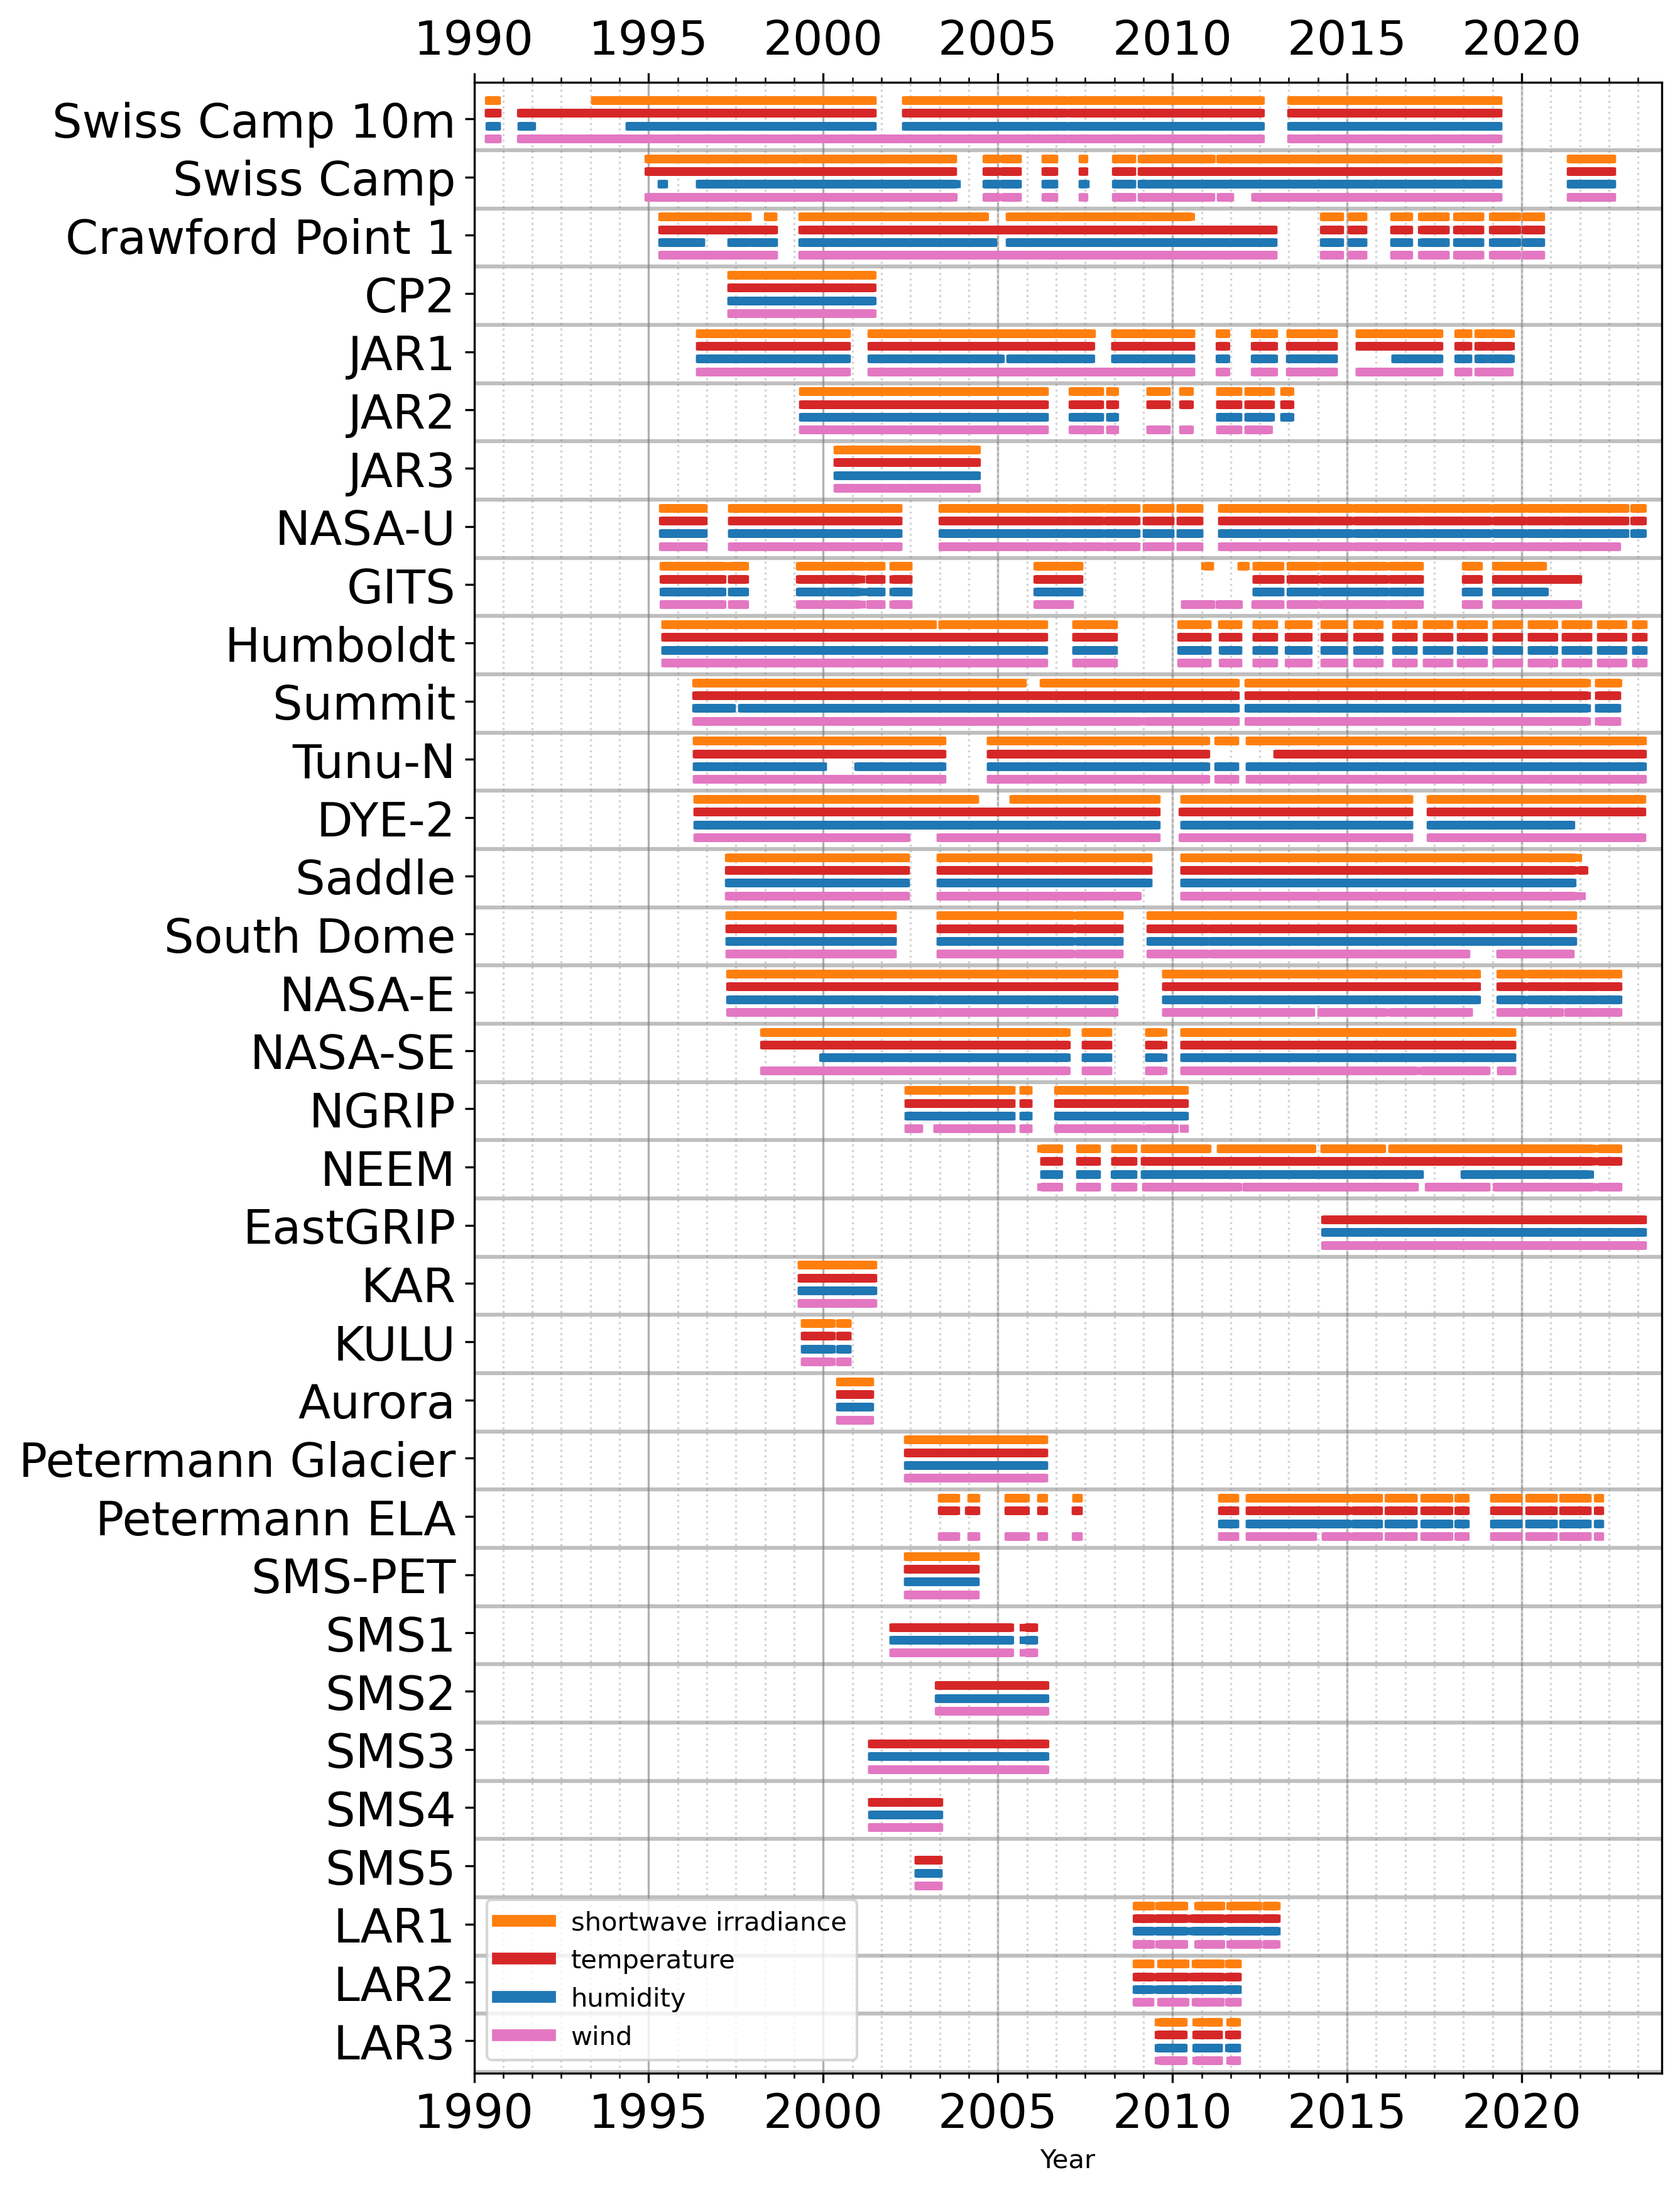 1990 1995 2000 2005 2010 2015 2020
Swiss Camp 10m
Swiss Camp
Crawford Point 1
CP2
JAR1
JAR2
JAR3
NASA-U
GITS
Humboldt
Summit
Tunu-N
DYE-2
Saddle
South Dome
NASA-E
NASA-SE
NGRIP
NEEM
EastGRIP
KAR
KULU
Aurora
Petermann Glacier
Petermann ELA
SMS-PET
SMS1
SMS2
SMS3
SMS4
SMS5
LAR1
LAR2
LAR3
shortwave irradiance
temperature
humidity
wind
1990 1995 2000 2005 2010 2015 2020
Year